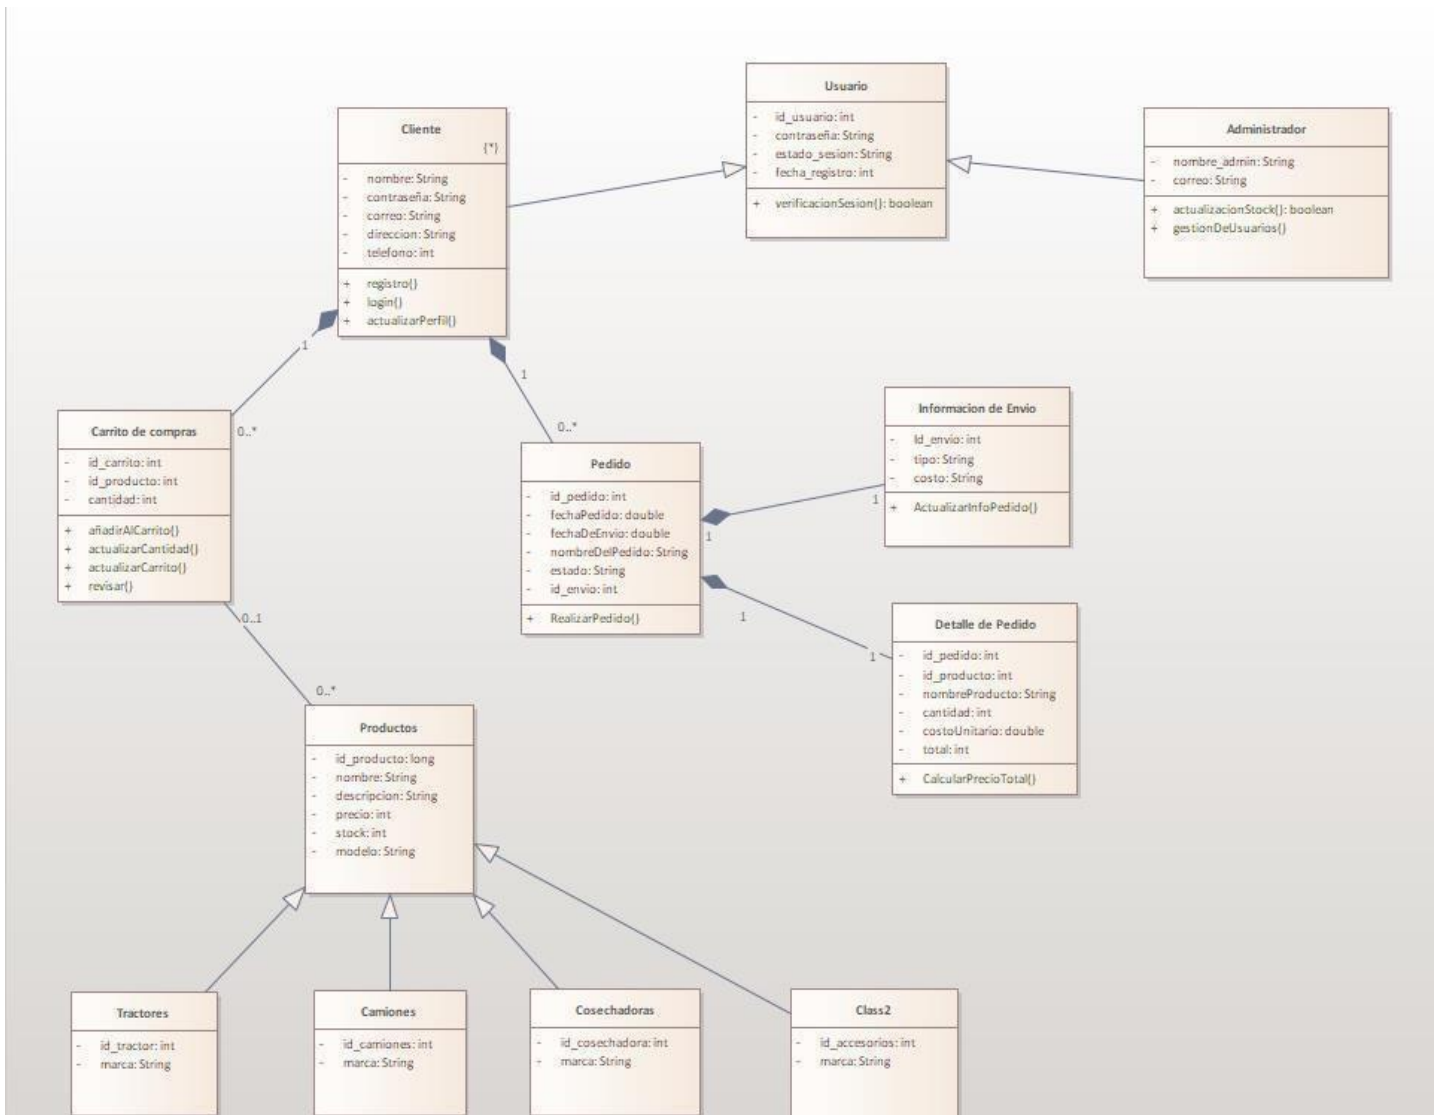 Usuario
- id_usuario: int
- contraseña: String
- estado_sesion: String
- fecha_registro: int
+ verificacionSesion(): boolean
Cliente
{*}
- nombre: String
- contraseña: String
- correo: String
- direccion: String
- telefono: int
+ registro()
+ login()
+ actualizarPerfil()
Administrador
- nombre_admin: String
- correo: String
+ actualizacionStock(): boolean
+ gestionDeUsuarios()
1
0..*
1
0..*
Carrito de compras
- id_carrito: int
- id_producto: int
- cantidad: int
+ añadirAlCarrito()
+ actualizarCantidad()
+ actualizarCarrito()
+ revisar()
Pedido
- id_pedido: int
- fechaPedido: double
- fechaDeEnvio: double
- nombreDelPedido: String
- estado: String
- id_envio: int
+ RealizarPedido()
Informacion de Envio
- Id_envio: int
- tipo: String
- costo: String
+ ActualizarInfoPedido()
1
1
1
1
Detalle de Pedido
- id_pedido: int
- id_producto: int
- nombreProducto: String
- cantidad: int
- costoUnitario: double
- total: int
+ CalcularPrecioTotal()
0..1
0..*
Productos
- id_producto: long
- nombre: String
- descripcion: String
- precio: int
- stock: int
- modelo: String
Tractores
- id_tractor: int
- marca: String
Camiones
- id_camiones: int
- marca: String
Cosechadoras
- id_cosechadora: int
- marca: String
Class2
- id_accesorios: int
- marca: String